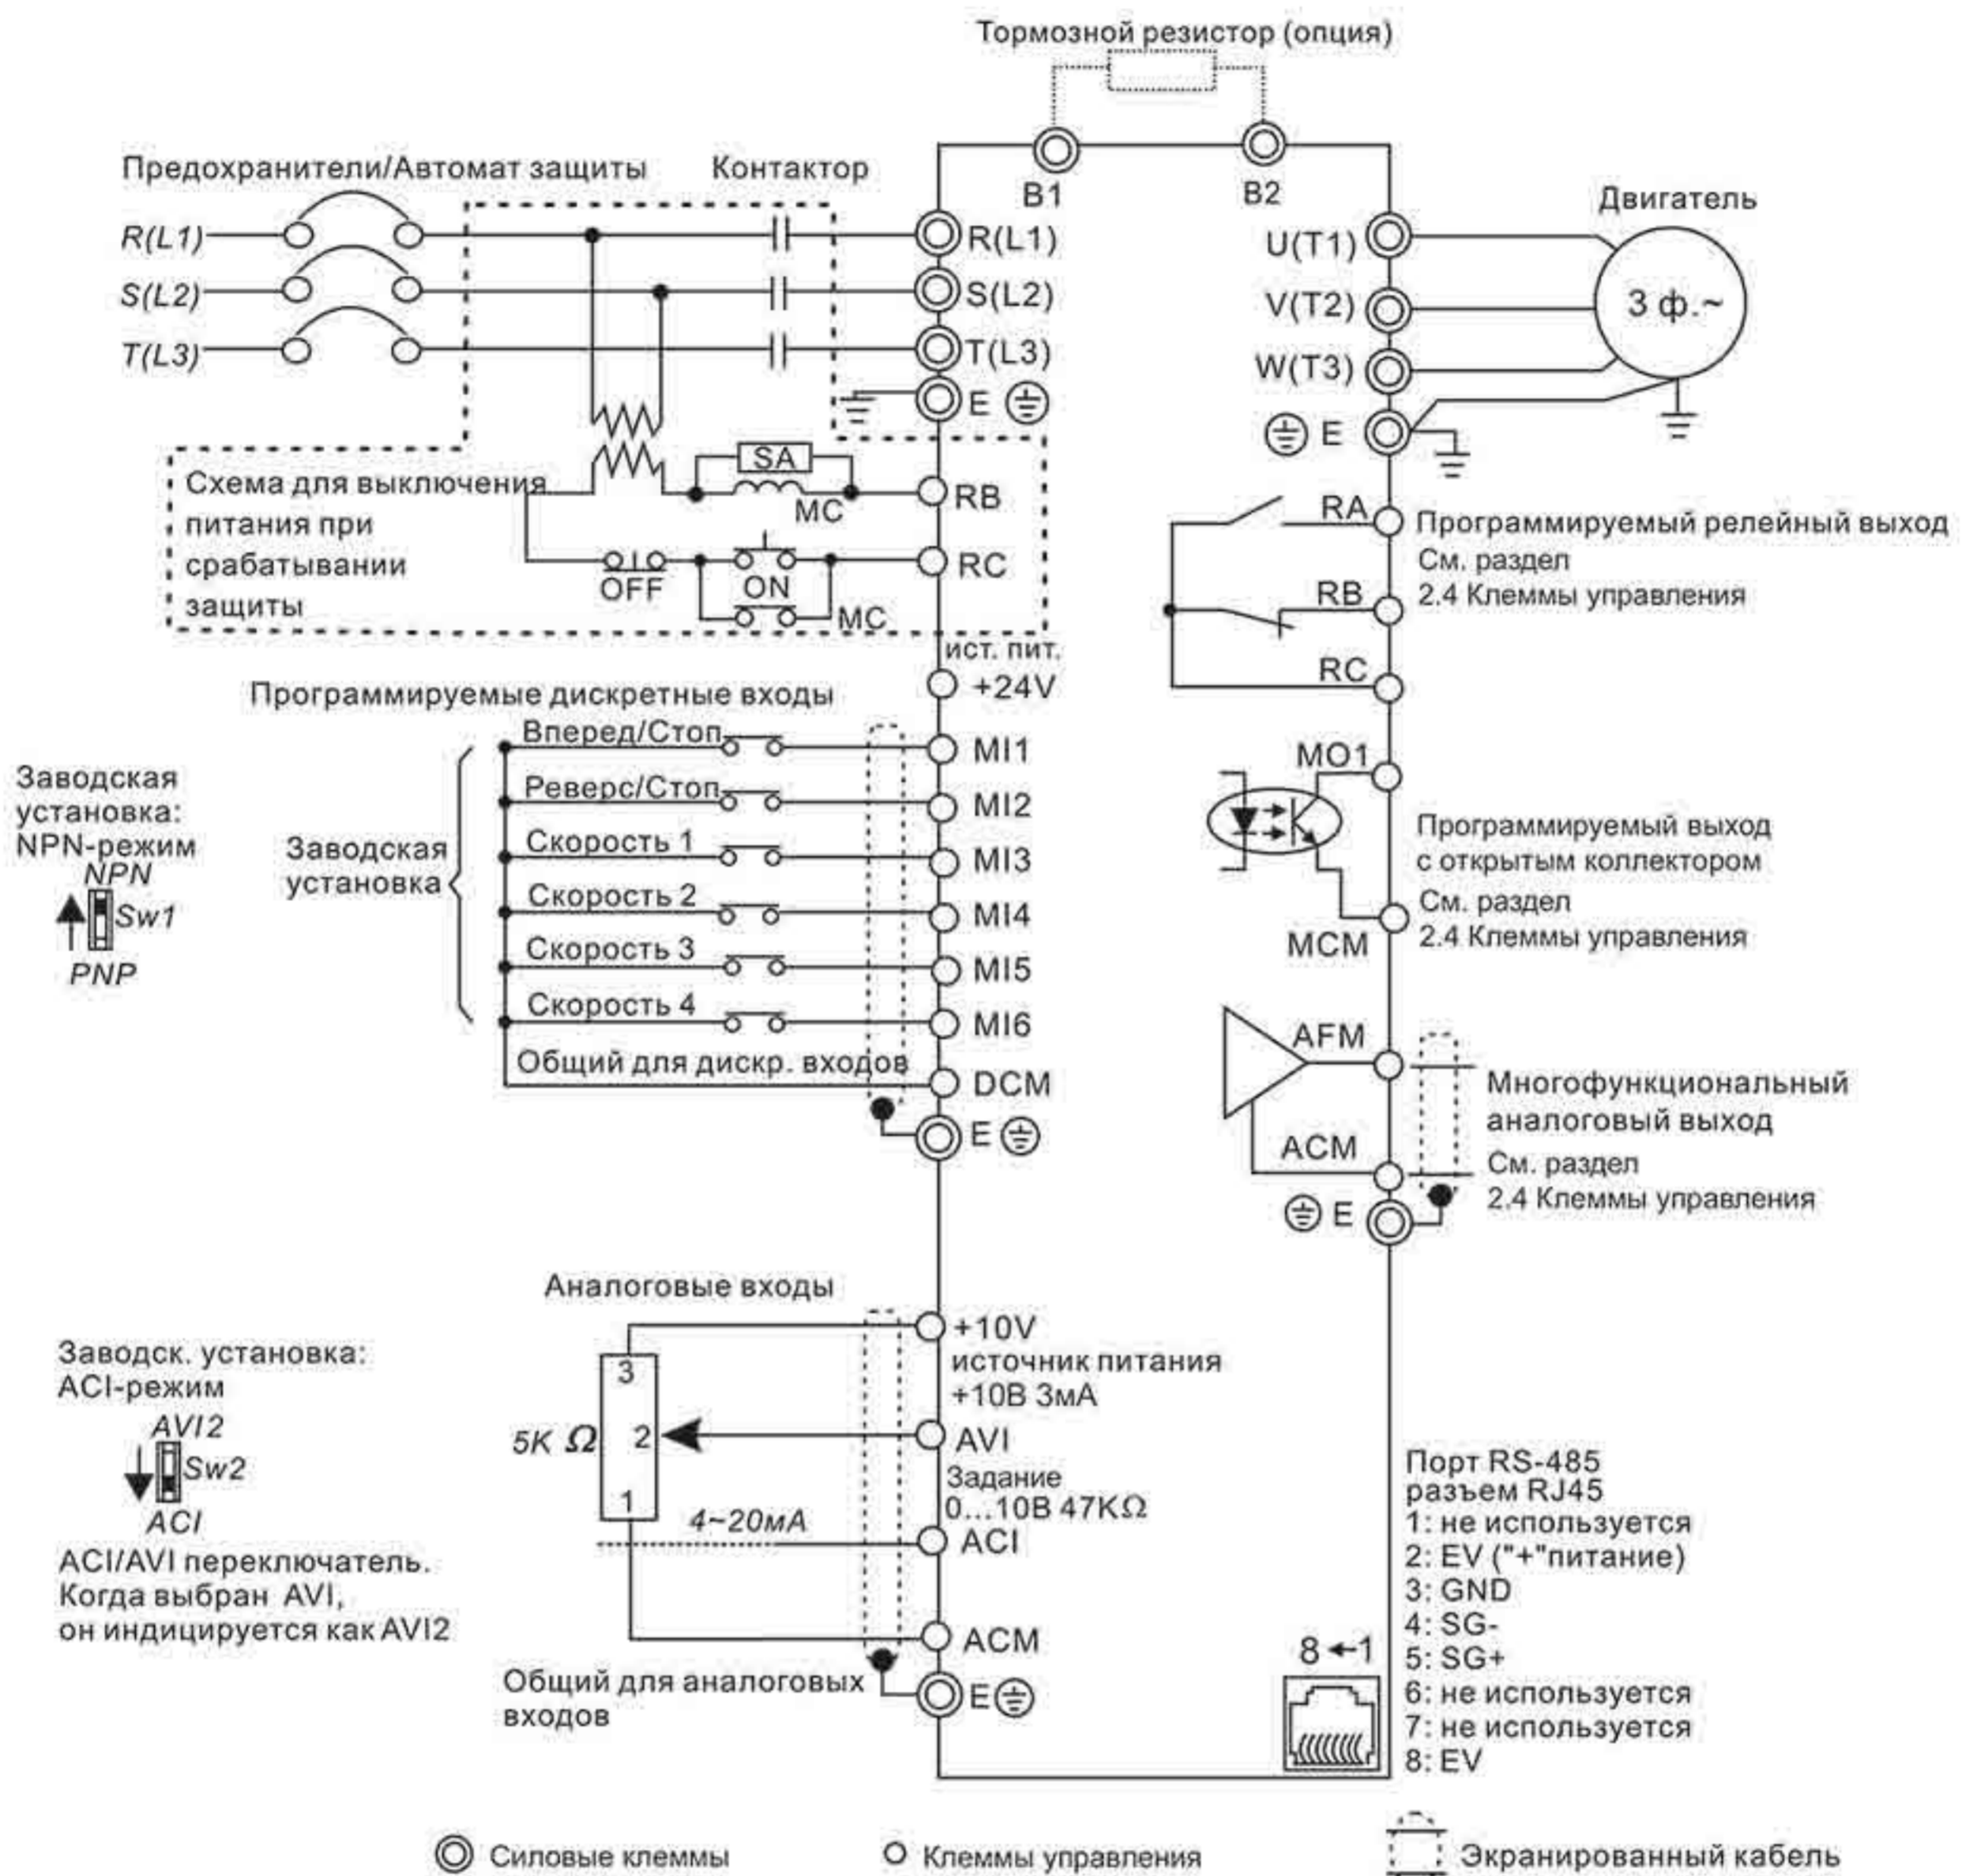 Тормозной резистор (опция)
Предохранители/Автомат защиты
Контактор
B1
B2
Двигатель
R(L1)
R(L1)
U(T1)
S(L2)
S(L2)
V(T2)
3 ф.~
T(L3)
T(L3)
W(T3)
E
E
Схема для выключения
питания при
срабатывании
защиты
SA
MC
RB
OFF
ON
MC
RC
RA
RB
RC
Программируемый релейный выход
См. раздел
2.4 Клеммы управления
ист. пит.
+24V
Программируемые дискретные входы
Вперед/Стоп
MI1
Реверс/Стоп
MI2
Скорость 1
MI3
Скорость 2
MI4
Скорость 3
MI5
Скорость 4
MI6
Общий для дискр. входов
DCM
E
Заводская
установка:
NPN-режим
NPN
Sw1
PNP
Заводская
установка
MO1
MCM
Программируемый выход
с открытым коллектором
См. раздел
2.4 Клеммы управления
AFM
ACM
E
Многофункциональный
аналоговый выход
См. раздел
2.4 Клеммы управления
Аналоговые входы
+10V
источник питания
+10В 3мА
3
5K Ω
2
1
AVI
Задание
0...10В 47KΩ
4~20мА
ACI
ACM
Общий для аналоговых
входов
E
Заводск. установка:
ACI-режим
AVI2
Sw2
ACI
ACI/AVI переключатель.
Когда выбран AVI,
он индицируется как AVI2
Порт RS-485
разъем RJ45
1: не используется
2: EV ("+"питание)
3: GND
4: SG-
5: SG+
6: не используется
7: не используется
8: EV
8 ←1
Силовые клеммы
Клеммы управления
Экранированный кабель